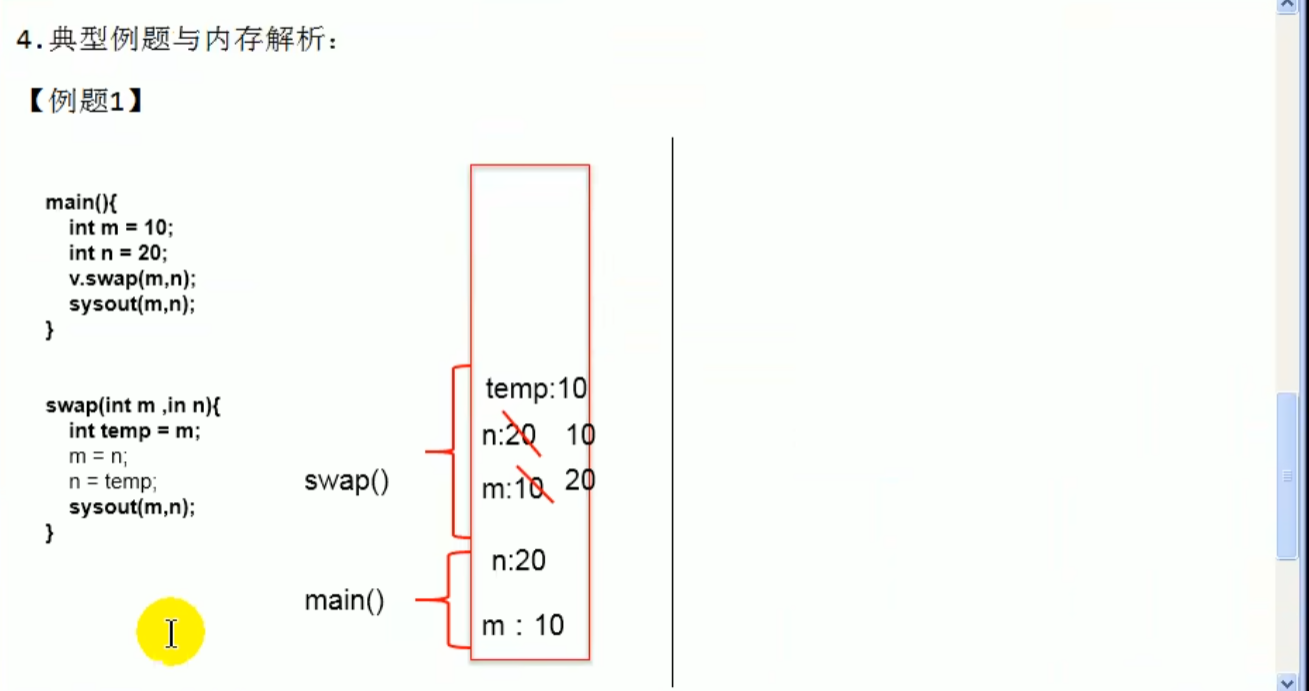 4.典型例题与内存解析：
【例题1】
main(){
int m = 10;
int n = 20;
v.swap(m,n);
sysout(m,n);
}
swap(int m ,in n){
int temp = m;
m = n;
n = temp;
sysout(m,n);
}
swap()
main()
temp:10
n:20 10
m:10 20
n:20
m：10